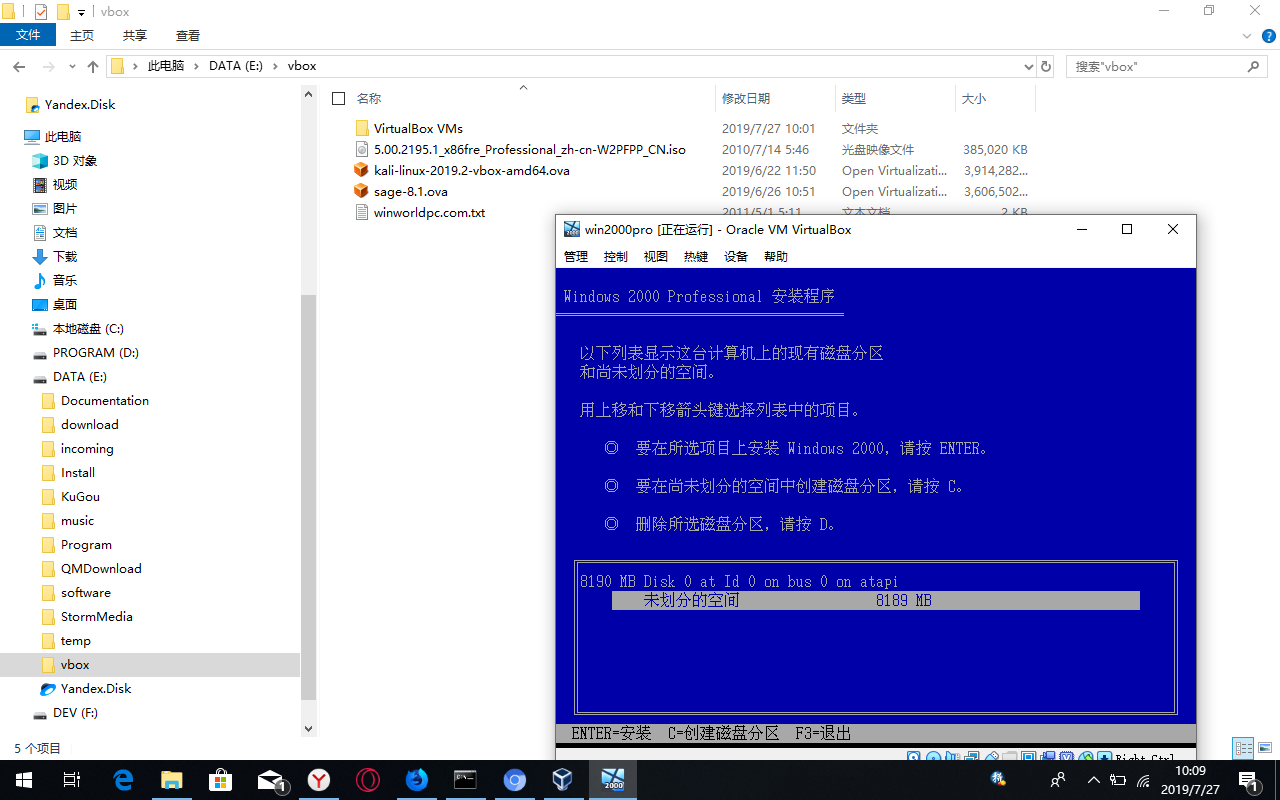 vbox
文件 主页 共享 查看
此电脑 DATA (E:) vbox 搜索"vbox"
名称 修改日期 类型 大小
VirtualBox VMs 2019/7/27 10:01 文件夹
5.00.2195.1_x86fre_Professional_zh-cn-W2PFPP_CN.iso 2010/7/14 5:46 光盘映像文件 385,020 KB
kali-linux-2019.2-vbox-amd64.ova 2019/6/22 11:50 Open Virtualizati... 3,914,282...
sage-8.1.ova 2019/6/26 10:51 Open Virtualizati... 3,606,502...
winworldpc.com.txt 2011/5/1 5:11 文本文档 2 KB
Yandex.Disk
此电脑
3D 对象
视频
图片
文档
下载
音乐
桌面
本地磁盘 (C:)
PROGRAM (D:)
DATA (E:)
Documentation
download
incoming
Install
KuGou
music
Program
QMDownload
software
StormMedia
temp
vbox
Yandex.Disk
DEV (F:)
5 个项目
win2000pro [正在运行] - Oracle VM VirtualBox
管理 控制 视图 热键 设备 帮助
Windows 2000 Professional 安装程序
以下列表显示这台计算机上的现有磁盘分区
和尚未划分的空间。
用上移和下移箭头键选择列表中的项目。
◎ 要在所选项目上安装 Windows 2000，请按 ENTER。
◎ 要在尚未划分的空间中创建磁盘分区，请按 C。
◎ 删除所选磁盘分区，请按 D。
8190 MB Disk 0 at Id 0 on bus 0 on atapi
未划分的空间 8189 MB
ENTER=安装 C=创建磁盘分区 F3=退出
Right Ctrl
2000
1
10:09
2019/7/27
1